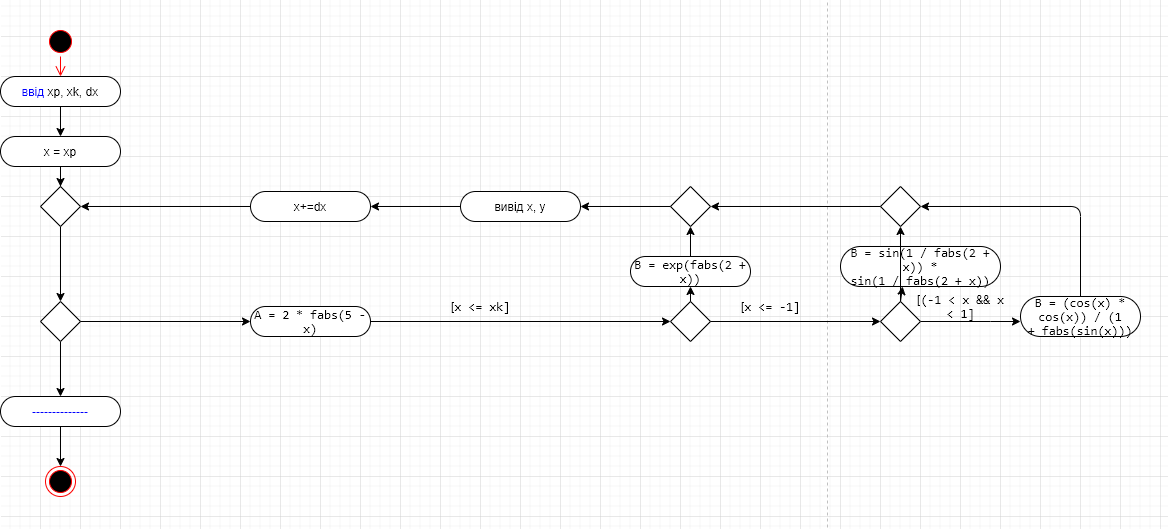 ввід xp, xk, dx
x = xp
x+=dx
вивід x, y
B = exp(fabs(2 +
x))
B = sin(1 / fabs(2 +
x)) *
sin(1 / fabs(2 + x))
A = 2 * fabs(5 -
x)
[x <= xk]
[x <= -1]
[(-1 < x && x
< 1]
B = (cos(x) *
cos(x)) / (1
+ fabs(sin(x)))
--------------